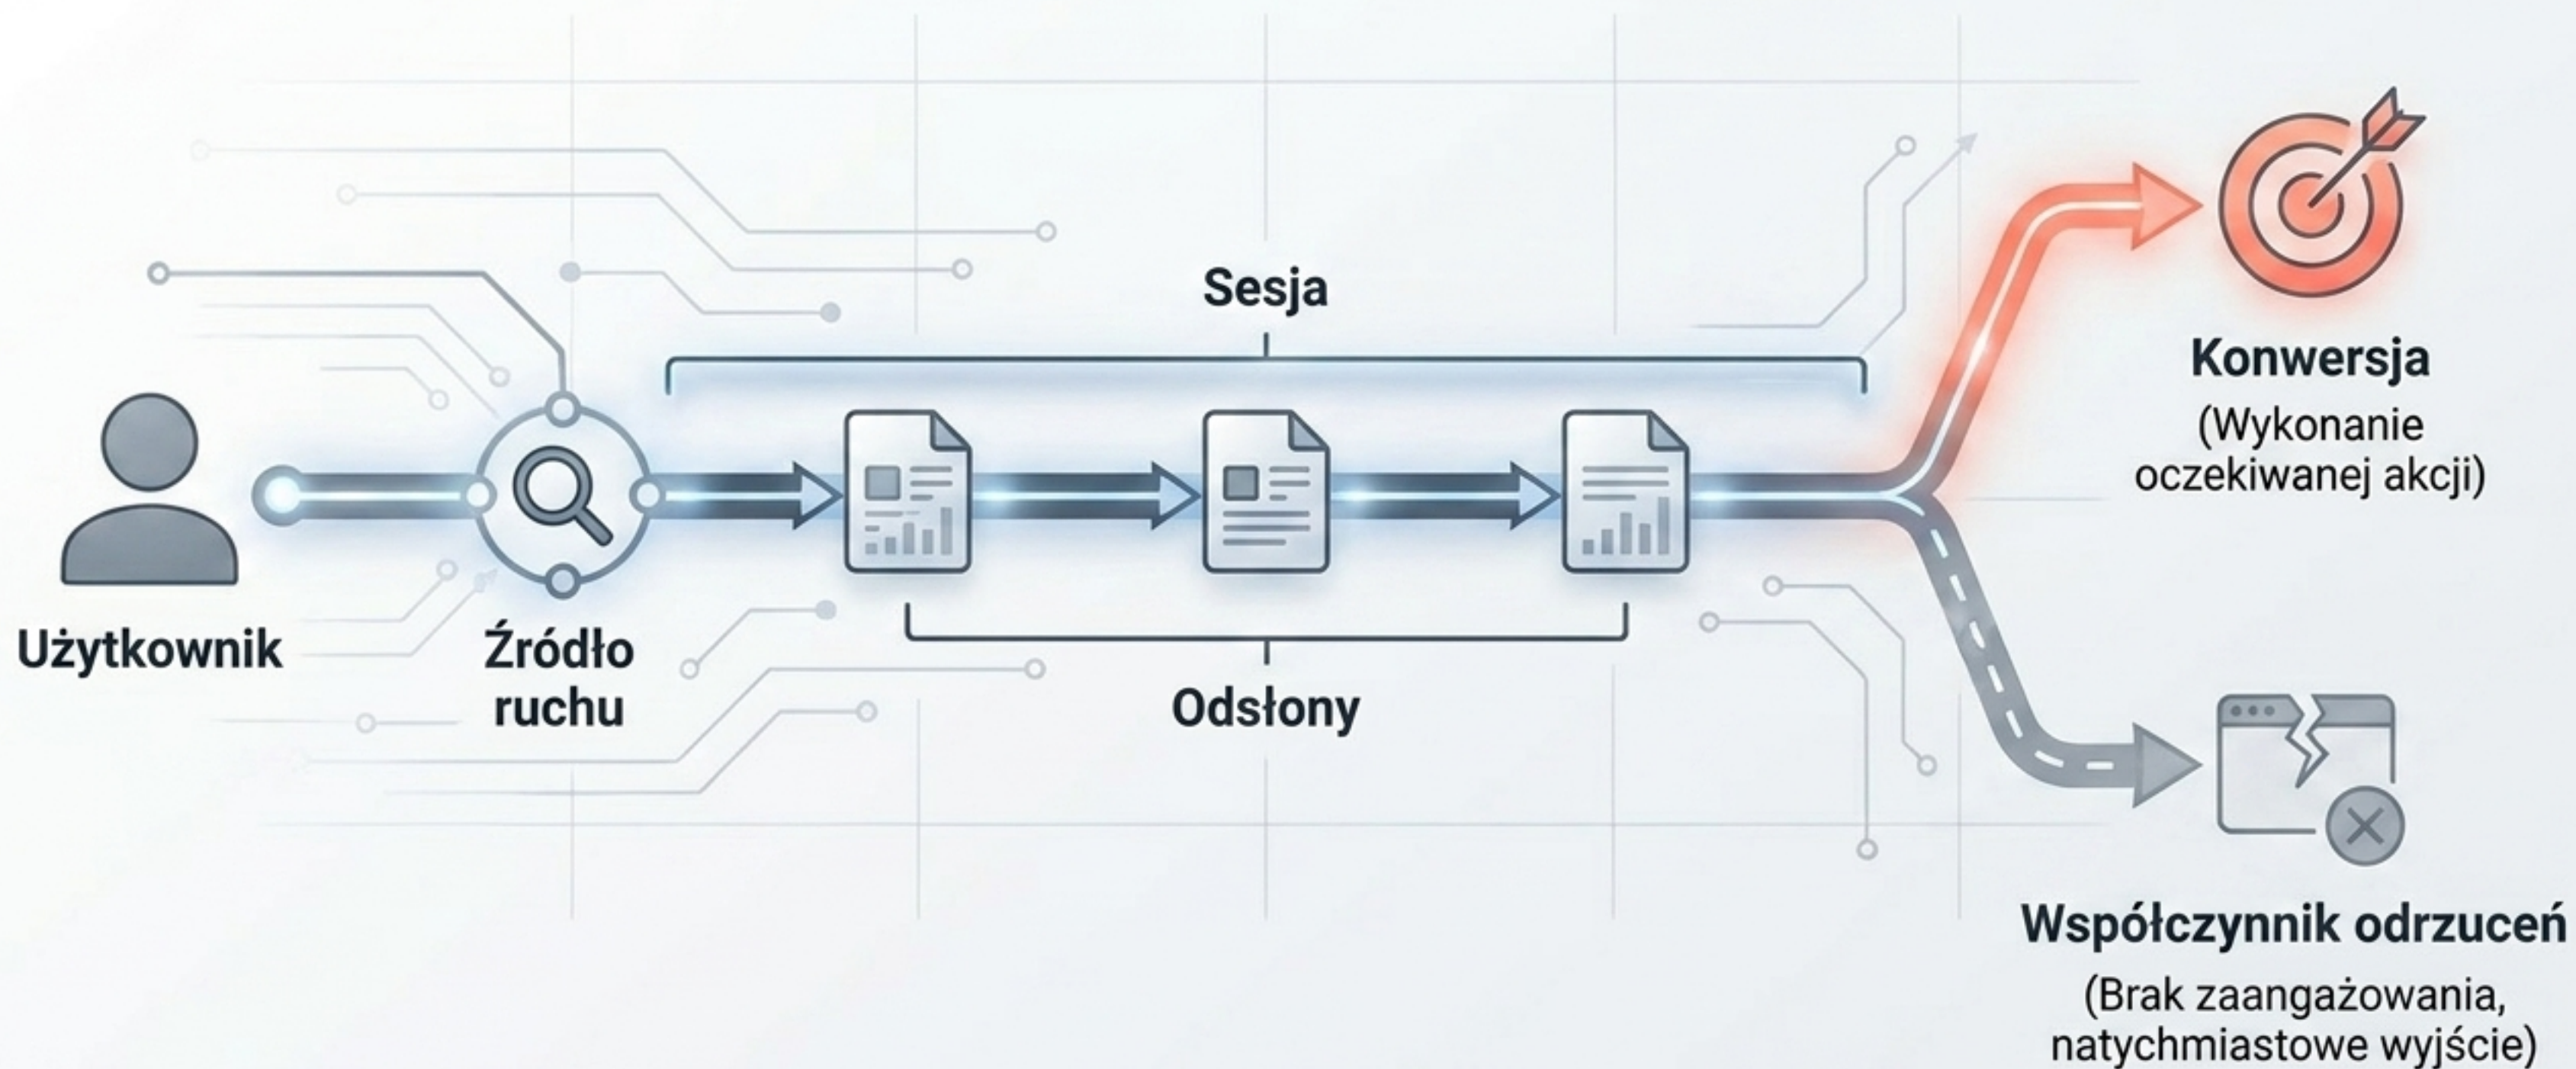 Sesja
Użytkownik
Źródło
ruchu
Odsłony
Konwersja
(Wykonanie
oczekiwanej akcji)
Współczynnik odrzuceń
(Brak zaangażowania,
natychmiastowe wyjście)